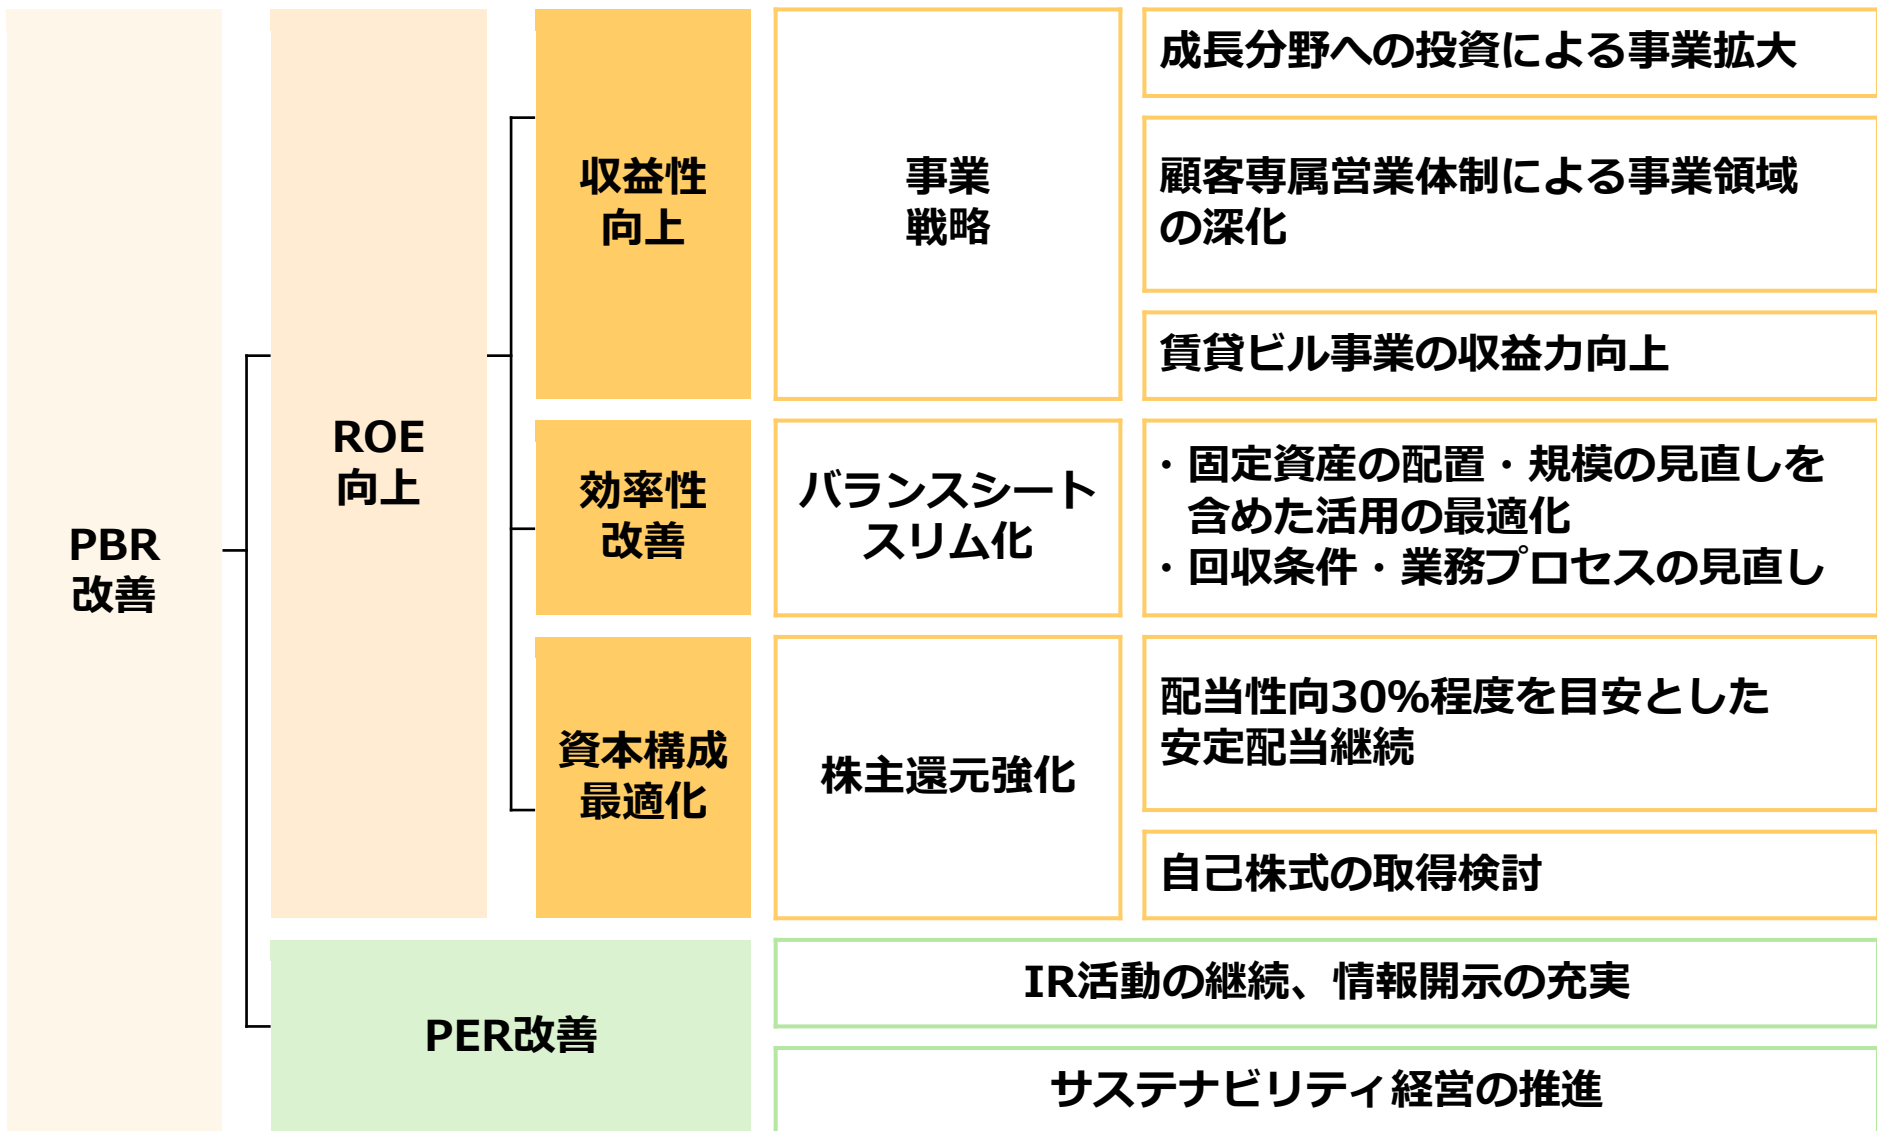 PBR
改善
ROE
向上
収益性
向上
事業
戦略
成長分野への投資による事業拡大
顧客専属営業体制による事業領域
の深化
賃貸ビル事業の収益力向上
効率性
改善
バランスシート
スリム化
・固定資産の配置・規模の見直しを
含めた活用の最適化
・回収条件・業務プロセスの見直し
資本構成
最適化
株主還元強化
配当性向30%程度を目安とした
安定配当継続
自己株式の取得検討
PER改善
IR活動の継続、情報開示の充実
サステナビリティ経営の推進